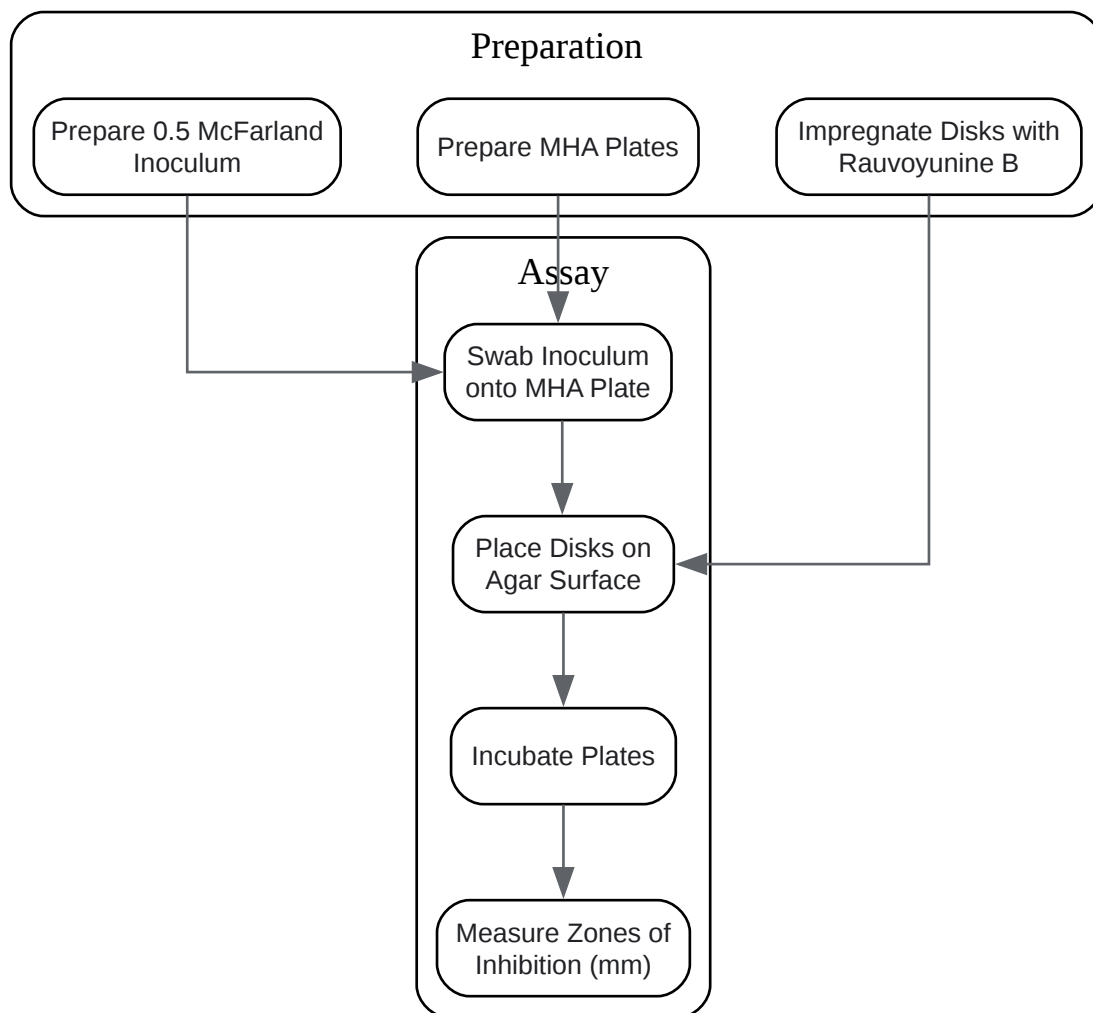 Preparation
Prepare 0.5 McFarland
Inoculum
Prepare MHA Plates
Impregnate Disks with
Rauvoyunine B
Assay
Swab Inoculum
onto MHA Plate
Place Disks on
Agar Surface
Incubate Plates
Measure Zones of
Inhibition (mm)